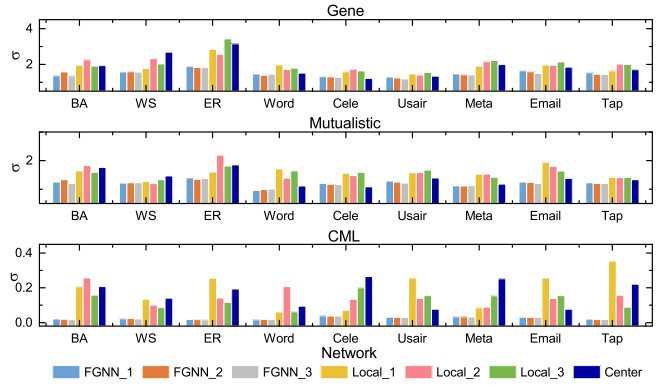 Gene
4
2
σ
BA WS ER Word Cele Usair Meta Email Tap
Mutualistic
2
σ
BA WS ER Word Cele Usair Meta Email Tap
CML
0.4
0.2
0.0
σ
BA WS ER Word Cele Usair Meta Email Tap
Network
FGNN_1 FGNN_2 FGNN_3 Local_1 Local_2 Local_3 Center